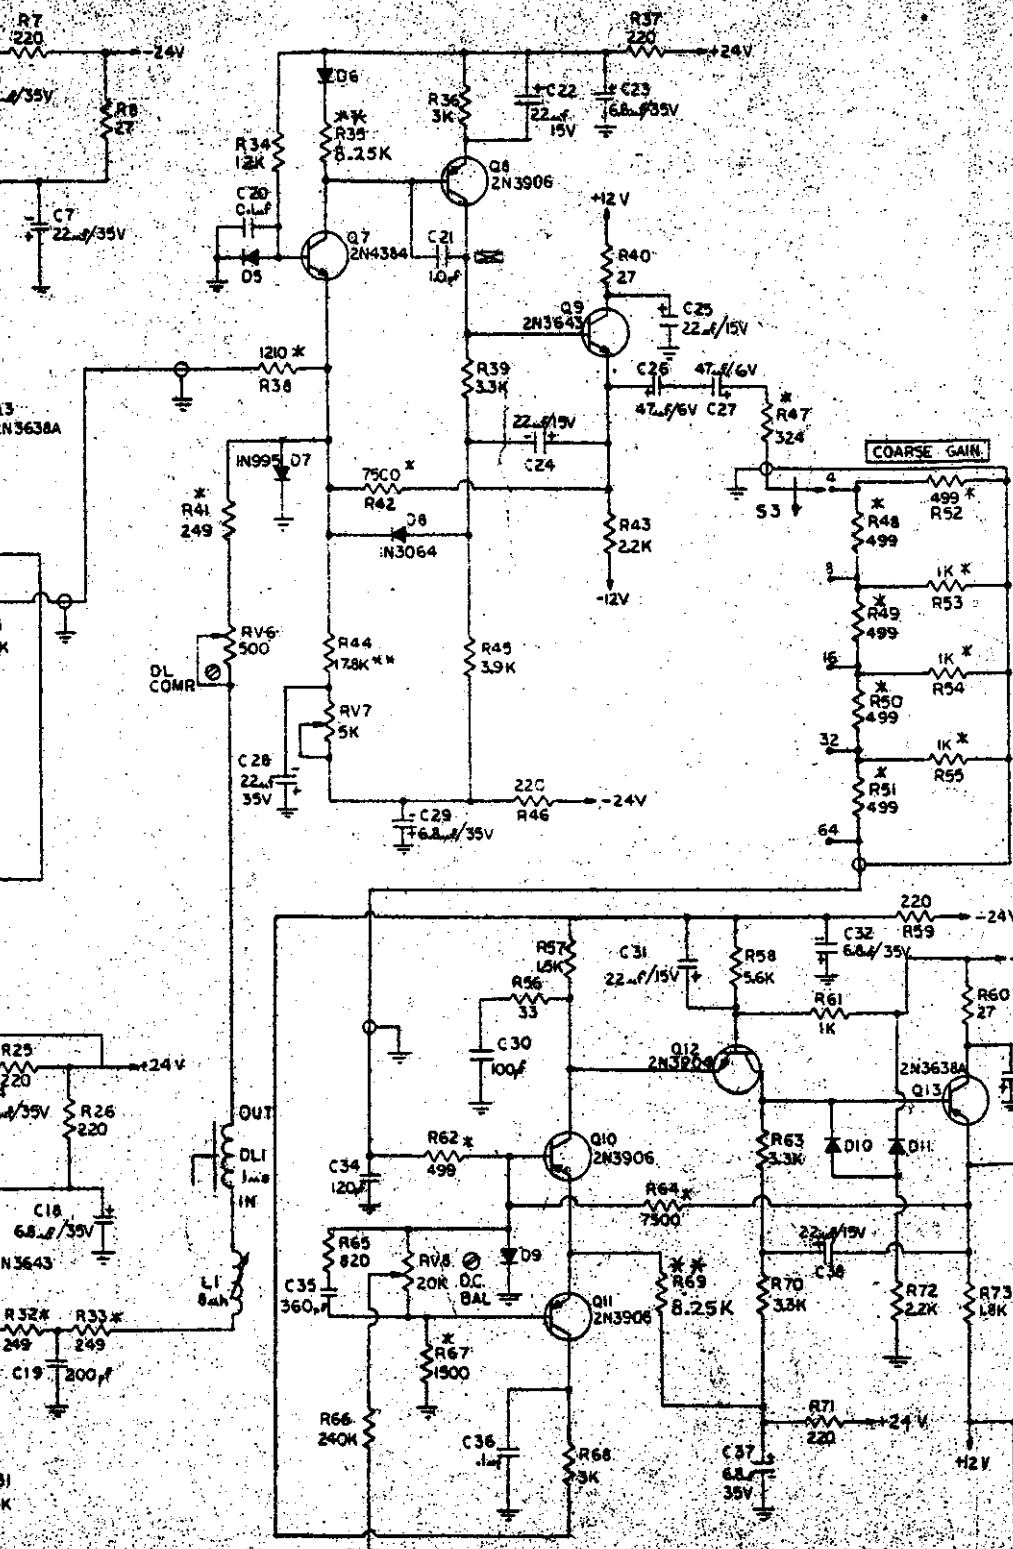 R7
220
-24V
R8
27
C7
22μf/35V
R34
1.2K
D6
**
R35
8.25K
R36
3K
C22
22μf
15V
C23
6.8μf/35V
R37
220
+24V
Q8
2N3906
C20
D5
Q7
2N4384
C21
+12V
R40
27
Q9
2N3643
C25
22μf/15V
1210 *
R38
R39
3.3K
C26
47μf/6V
47μf/6V
C27
*
R47
324
2N3638A
1N995 D7
22μf/15V
C24
COARSE GAIN
*
R41
249
R42
S3
4
499 *
R52
*
R48
499
D8
1N3064
R43
2.2K
-12V
8
1K *
R53
*
R49
499
RV6
500
DL
COMP
R44
17.8K **
R45
3.9K
16
1K *
R54
*
R50
499
RV7
5K
32
1K *
R55
*
R51
499
C28
22μf
35V
R46
-24V
C29
6.8μf/35V
64
220
R59
-24V
R57
1.5K
C31
22μf/15V
R58
5.6K
C32
6.8μf/35V
R56
33
R61
1K
R60
27
C30
100pf
Q12
2N3904
2N3638A
Q13
R25
220
+24V
R26
220
OUT
DL1
IN
R62 *
499
Q10
2N3906
R63
3.3K
D10
D11
C34
120pf
R64 *
7500
C18
6.8μf/35V
2N3643
R65
820
RV8
20K
D.C.
BAL
D9
**
R69
8.25K
22μf/15V
R70
3.3K
R72
2.2K
R73
1.8K
L1
8μh
C35
360pf
Q11
2N3906
R32 *
249
R33 *
249
C19
200pf
*
R67
1500
R66
240K
C36
.1μf
R68
3K
R71
220
+24V
C37
6.8μf
35V
+12V